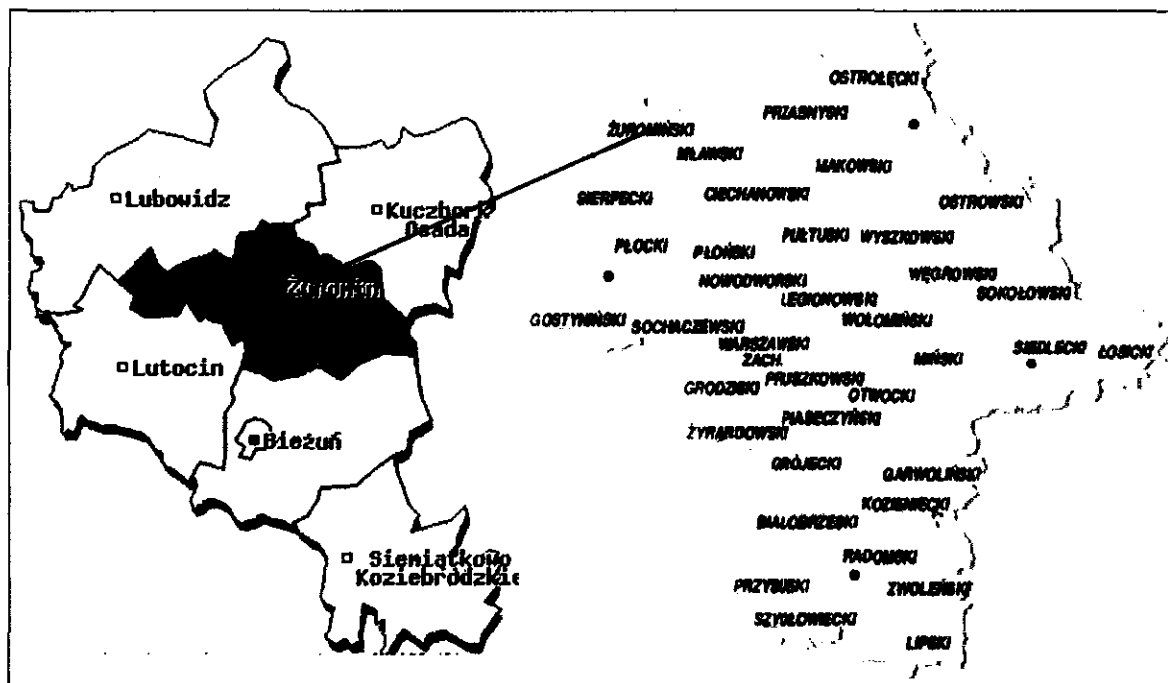 Lubowidz
Kuczbork
Osada
Żuromin
Lutocin
Bieżuń
Siemiątkowo
Koziebrodzkie
OSTROŁĘCKI
PRZASNYSKI
ŻUROMIŃSKI
MŁAWSKI
MAKOWSKI
SIERPECKI
CIECHANOWSKI
OSTROWSKI
PUŁTUSKI
WYSZKOWSKI
PŁOCKI
PŁOŃSKI
NOWODWORSKI
WĘGROWSKI
LEGIONOWSKI
SOKOŁOWSKI
GOSTYNIŃSKI
SOCHACZEWSKI
WOŁOMIŃSKI
WARSZAWSKI
ZACH.
MIŃSKI
SIEDLECKI
ŁOSICKI
GRODZISKI
PRUSZKOWSKI
OTWOCKI
PIASECZYŃSKI
ŻYRARDOWSKI
GRÓJECKI
GARWOLIŃSKI
KOZIENICKI
BIAŁOBRZESKI
RADOMSKI
PRZYSUSKI
ZWOLEŃSKI
SZYDŁOWIECKI
LIPSKI